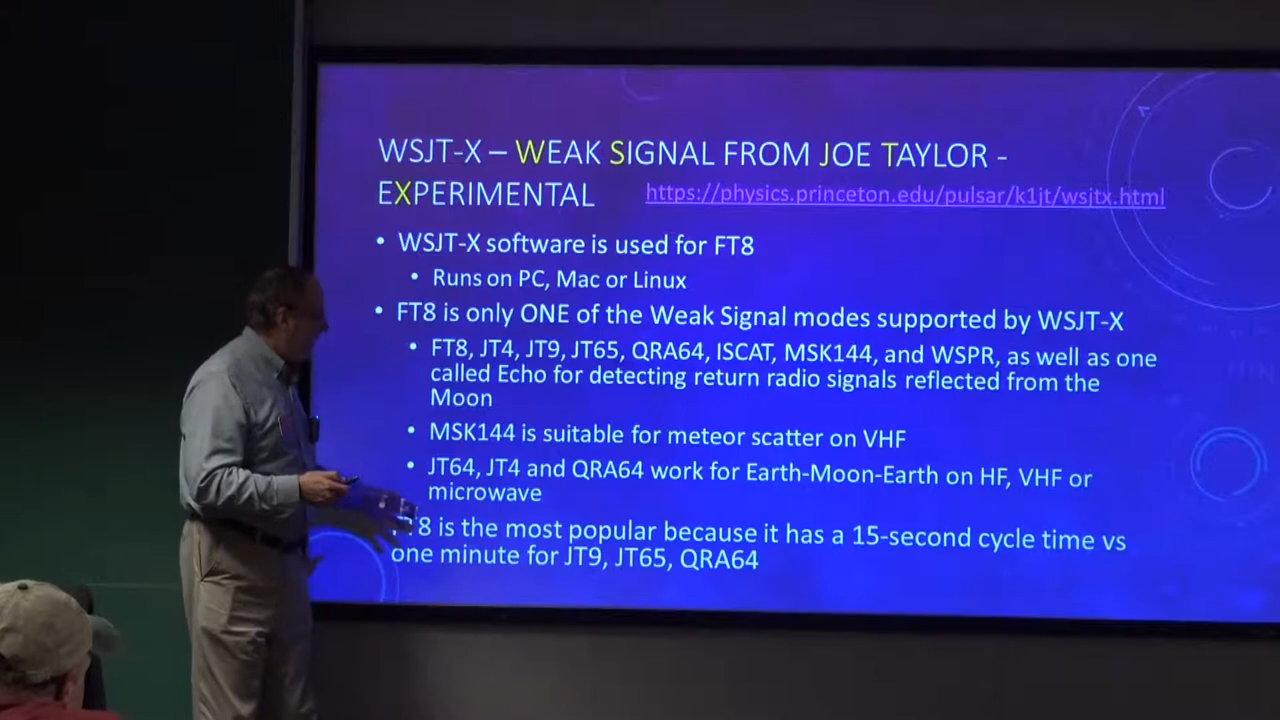 WSJT-X – WEAK SIGNAL FROM JOE TAYLOR -
EXPERIMENTAL https://physics.princeton.edu/pulsar/k1jt/wsjtx.html
• WSJT-X software is used for FT8
• Runs on PC, Mac or Linux
• FT8 is only ONE of the Weak Signal modes supported by WSJT-X
• FT8, JT4, JT9, JT65, QRA64, ISCAT, MSK144, and WSPR, as well as one
called Echo for detecting return radio signals reflected from the
Moon
• MSK144 is suitable for meteor scatter on VHF
• JT64, JT4 and QRA64 work for Earth-Moon-Earth on HF, VHF or
microwave
FT8 is the most popular because it has a 15-second cycle time vs
one minute for JT9, JT65, QRA64